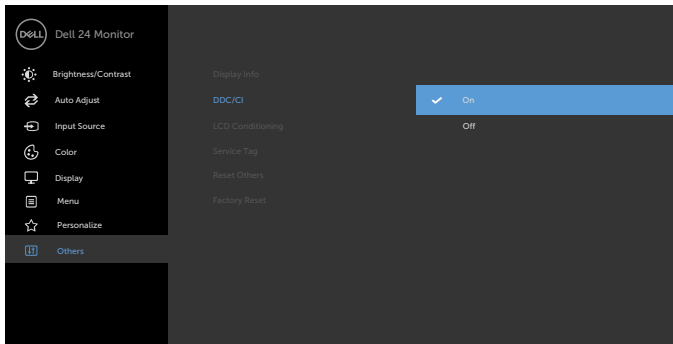 DELL Dell 24 Monitor
Brightness/Contrast
Auto Adjust
Input Source
Color
Display
Menu
Personalize
Others
Display Info
DDC/CI
LCD Conditioning
Service Tag
Reset Others
Factory Reset
On
Off